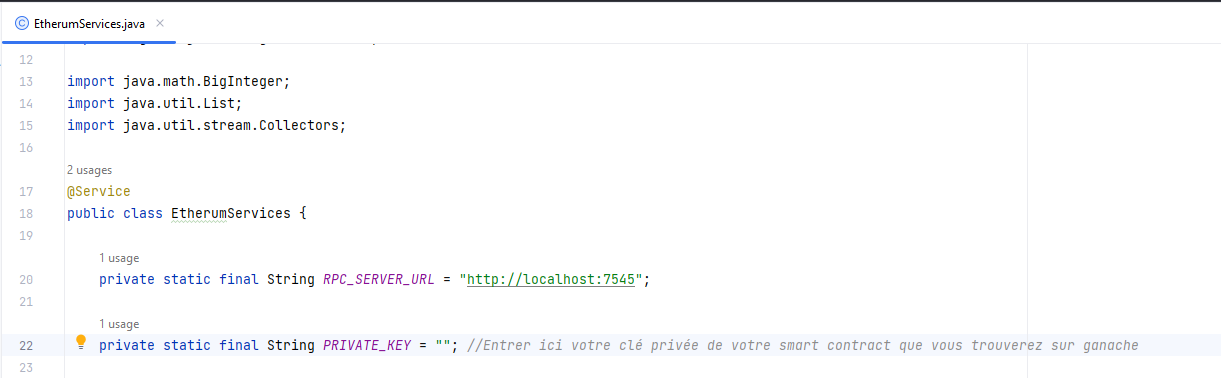 EtherumServices.java
12
13 import java.math.BigInteger;
14 import java.util.List;
15 import java.util.stream.Collectors;
16
2 usages
17 @Service
18 public class EtherumServices {
19
1 usage
20 private static final String RPC_SERVER_URL = "http://localhost:7545";
21
1 usage
22 private static final String PRIVATE_KEY = ""; //Entrer ici votre clé privée de votre smart contract que vous trouverez sur ganache
23